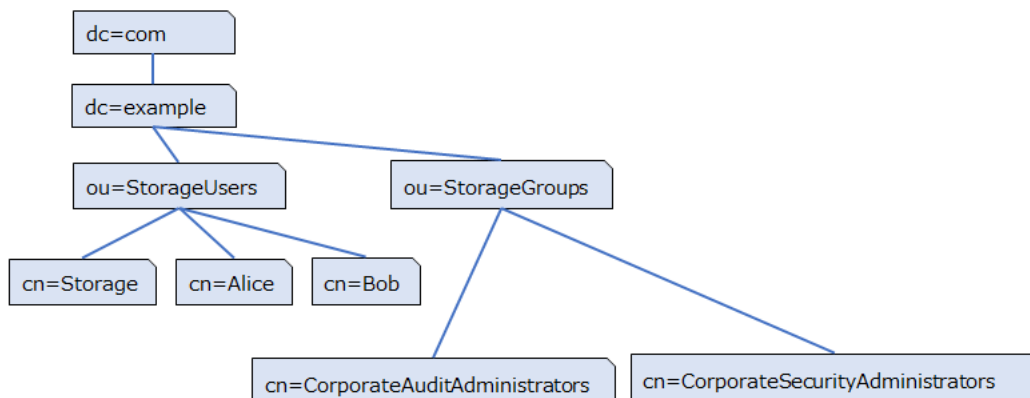 dc=com
dc=example
ou=StorageUsers
ou=StorageGroups
cn=Storage
cn=Alice
cn=Bob
cn=CorporateAuditAdministrators
cn=CorporateSecurityAdministrators